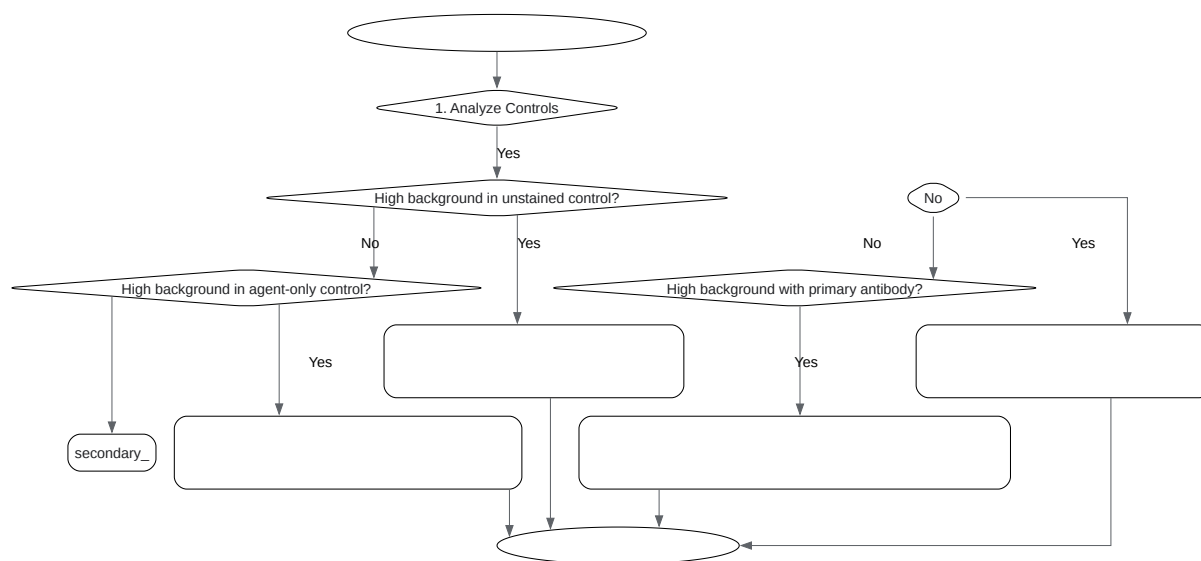 1. Analyze Controls
Yes
High background in unstained control?
No
No
Yes
No
Yes
High background in agent-only control?
High background with primary antibody?
Yes
Yes
secondary_